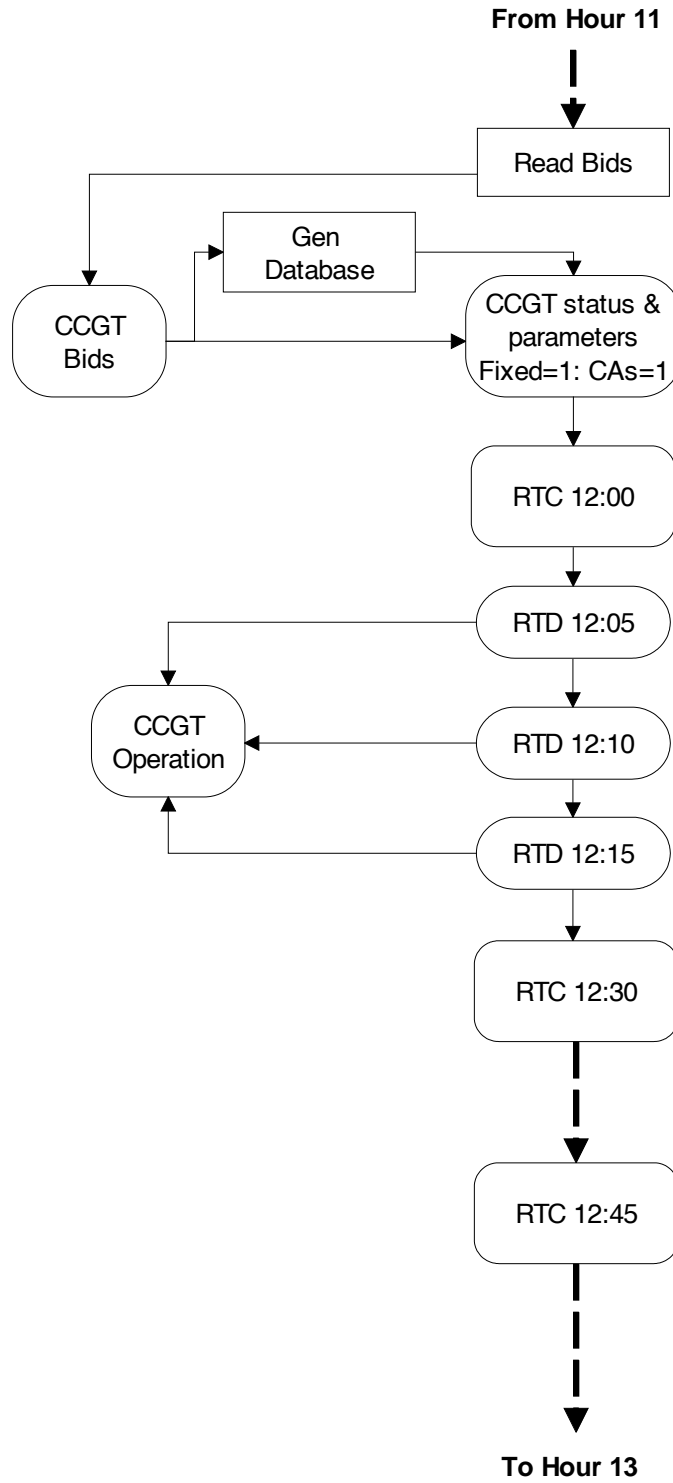 From Hour 11
Read Bids
Gen
Database
CCGT
Bids
CCGT status &
parameters
Fixed=1: CAs=1
RTC 12:00
RTD 12:05
CCGT
Operation
RTD 12:10
RTD 12:15
RTC 12:30
RTC 12:45
To Hour 13